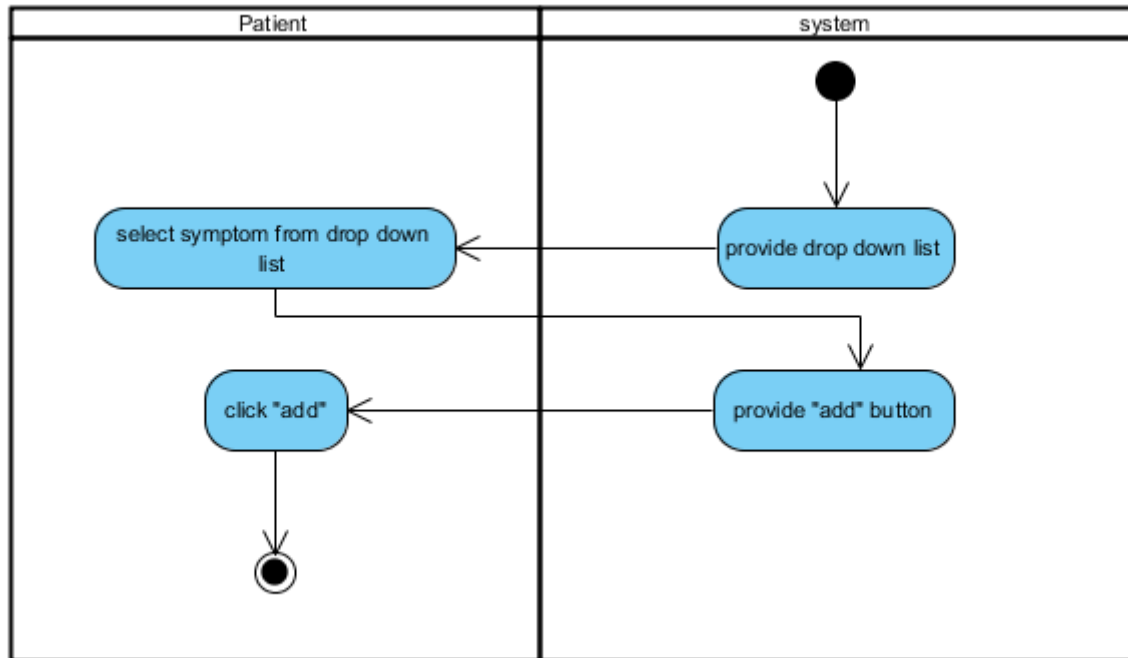 Patient
system
select symptom from drop down
list
provide drop down list
click "add"
provide "add" button